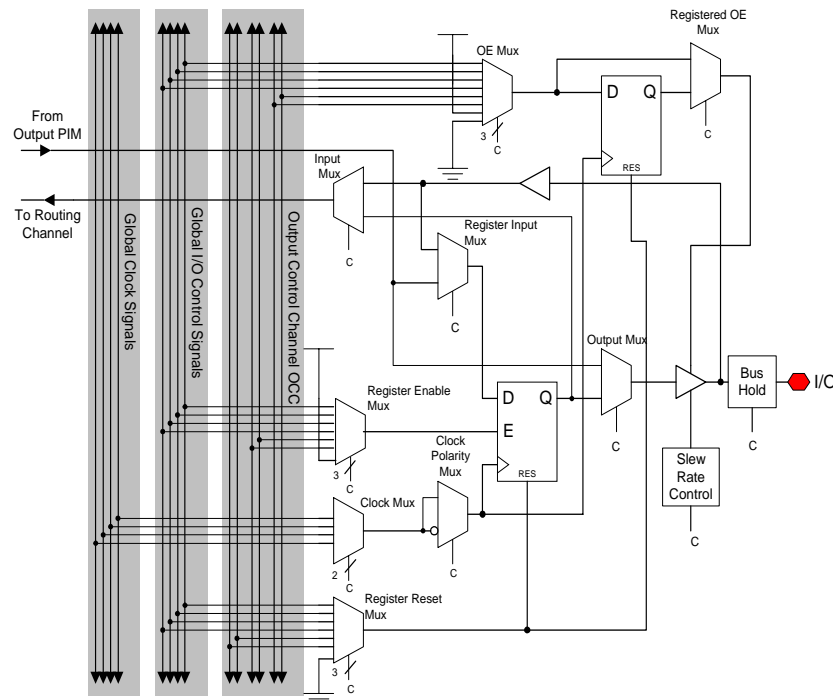 Registered OE
Mux
OE Mux
D Q
RES
3
C
C
From
Output PIM
Input
Mux
To Routing
Channel
C
Register Input
Mux
C
Global Clock Signals
Global I/O Control Signals
Output Control Channel OCC
Output Mux
C
Bus
Hold
I/O
C
Register Enable
Mux
3
C
D Q
E
RES
Clock
Polarity
Mux
C
Slew
Rate
Control
C
Clock Mux
2
C
Register Reset
Mux
3
C